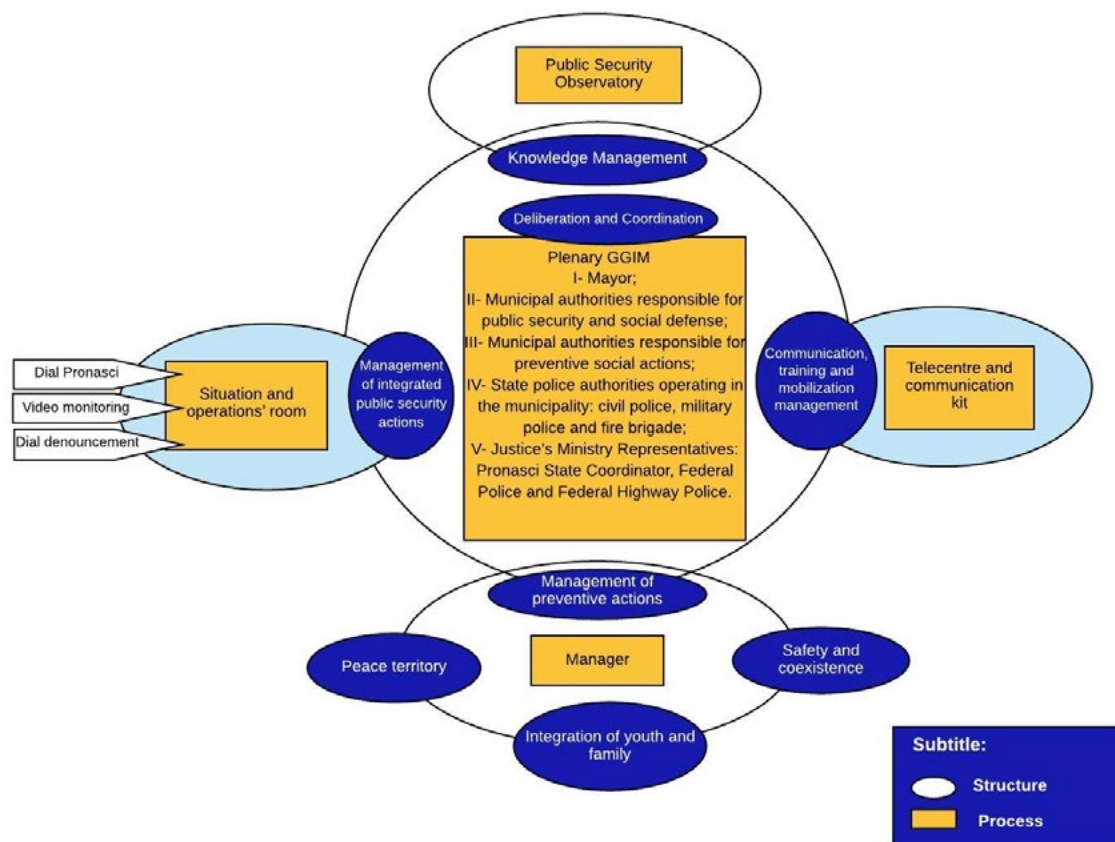 Public Security
Observatory
Knowledge Management
Deliberation and Coordination
Plenary GGIM
I- Mayor;
II- Municipal authorities responsible for
public security and social defense;
III- Municipal authorities responsible for
preventive social actions;
IV- State police authorities operating in
the municipality: civil police, military
police and fire brigade;
V- Justice's Ministry Representatives:
Pronasci State Coordinator, Federal
Police and Federal Highway Police.
Dial Pronasci
Video monitoring
Dial denouncement
Situation and
operations' room
Management
of integrated
public security
actions
Communication,
training and
mobilization
management
Telecentre and
communication
kit
Management of
preventive actions
Peace territory
Manager
Safety and
coexistence
Integration of youth and
family
Subtitle:
Structure
Process